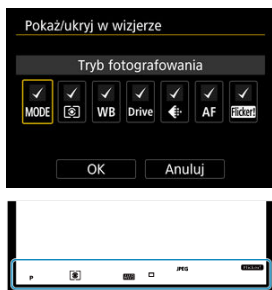 Pokaż/ukryj w wizjerze
Tryb fotografowania
MODE WB Drive AF Flicker!
OK Anuluj
P JPEG Flicker!